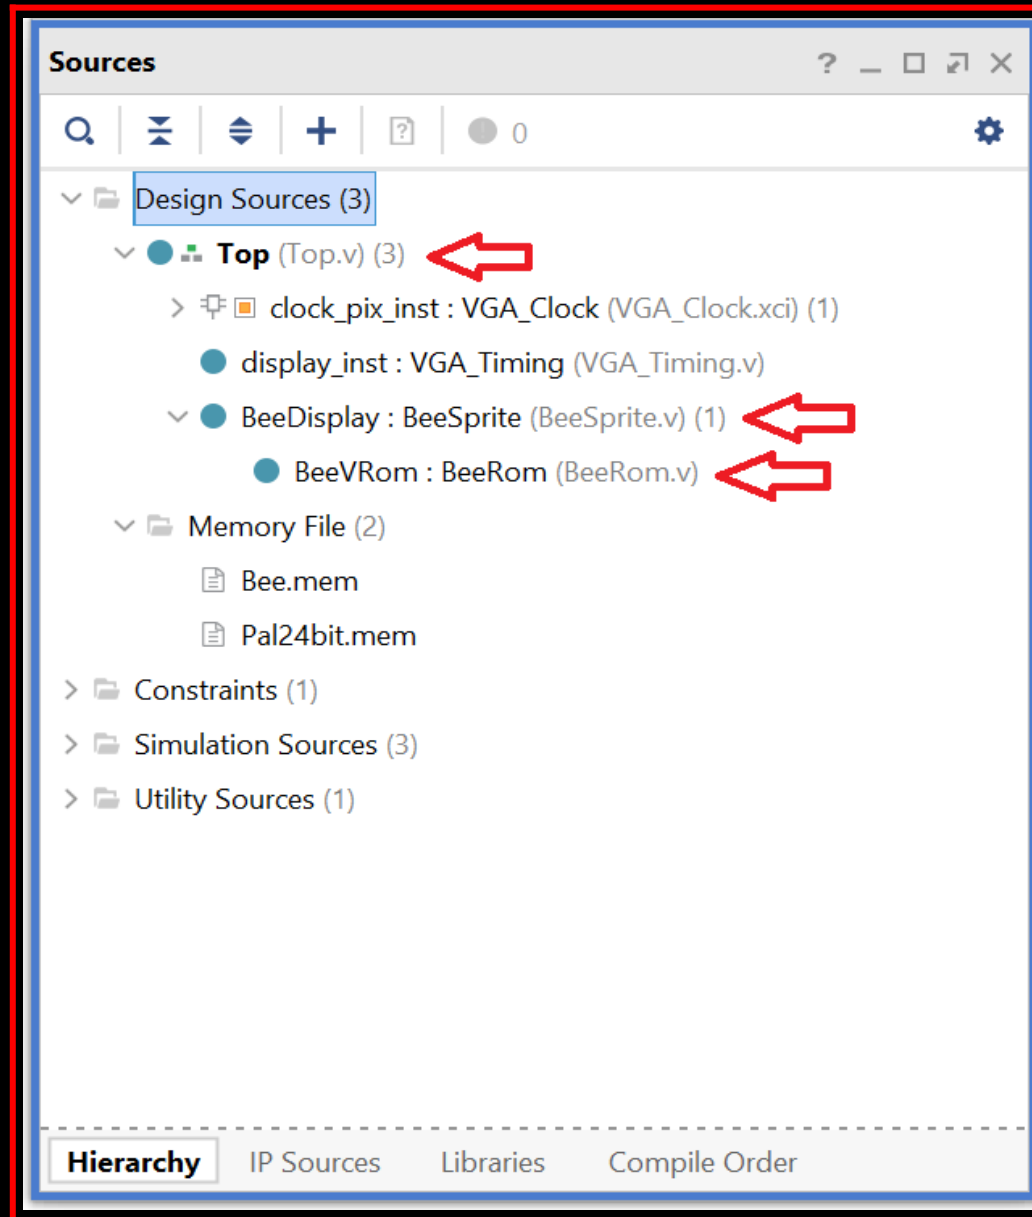 Sources
0
Design Sources (3)
Top (Top.v) (3)
clock_pix_inst : VGA_Clock (VGA_Clock.xci) (1)
display_inst : VGA_Timing (VGA_Timing.v)
BeeDisplay : BeeSprite (BeeSprite.v) (1)
BeeVRom : BeeRom (BeeRom.v)
Memory File (2)
Bee.mem
Pal24bit.mem
Constraints (1)
Simulation Sources (3)
Utility Sources (1)
Hierarchy IP Sources Libraries Compile Order